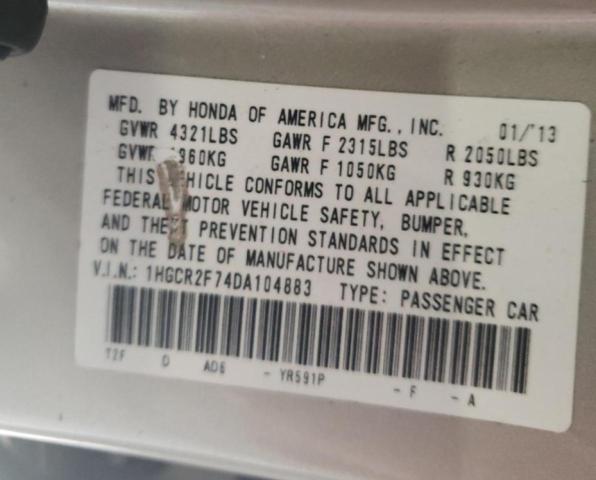 MFD. BY HONDA OF AMERICA MFG., INC. 01/'13
GVWR 4321LBS GAWR F 2315LBS R 2050LBS
960KG GAWR F 1050KG R 930KG
THIS VEHICLE CONFORMS TO ALL APPLICABLE
FEDERAL MOTOR VEHICLE SAFETY, BUMPER,
AND THEFT PREVENTION STANDARDS IN EFFECT
ON THE DATE OF MANUFACTURE SHOWN ABOVE.
V.I.N.: 1HGCR2F74DA104883 TYPE: PASSENGER CAR
T2F D AD6 - YR591P - F - A